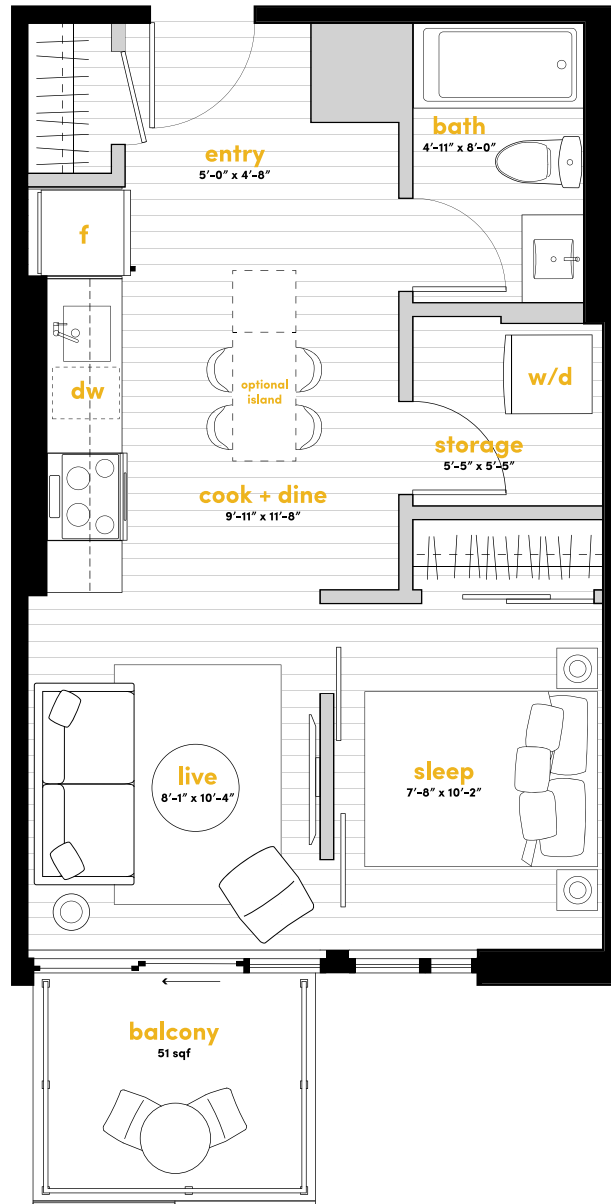 bath
4'-11" x 8'-0"
entry
5'-0" x 4'-8"
f
dw
optional
island
w/d
storage
5'-5" x 5'-5"
cook + dine
9'-11" x 11'-8"
live
8'-1" x 10'-4"
sleep
7'-8" x 10'-2"
balcony
51 sqf